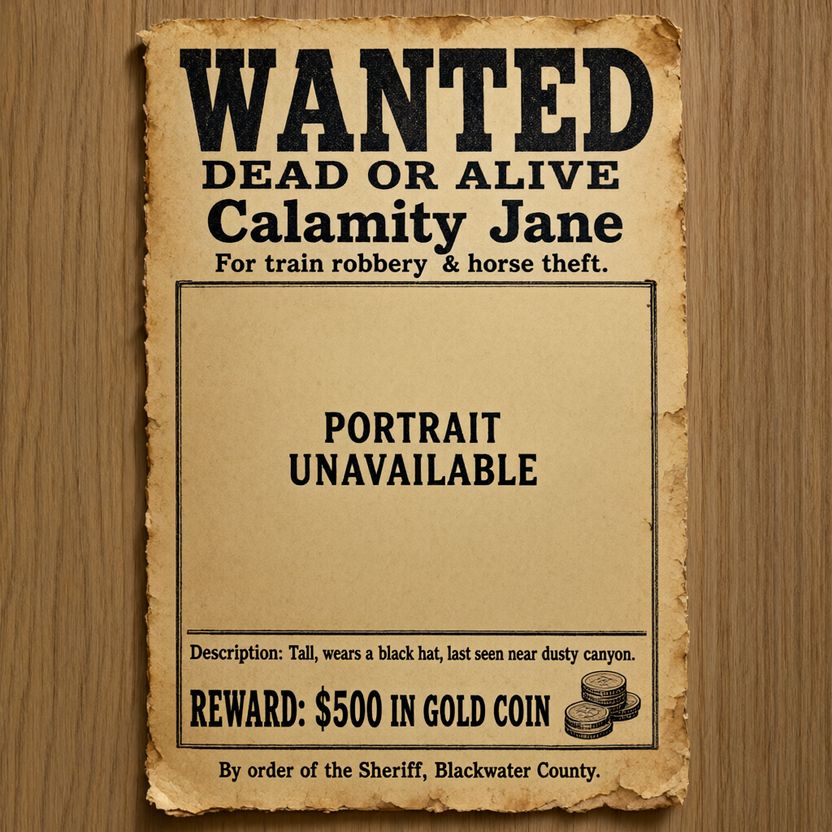 WANTED
DEAD OR ALIVE
Calamity Jane
For train robbery & horse theft.
PORTRAIT
UNAVAILABLE
Description: Tall, wears a black hat, last seen near dusty canyon.
REWARD: $500 IN GOLD COIN
By order of the Sheriff, Blackwater County.